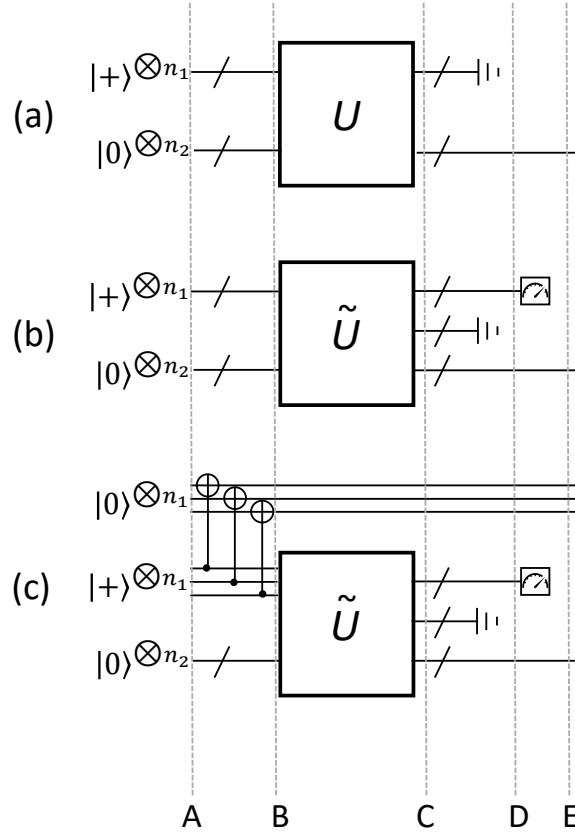 |+⟩⊗n₁
(a)
U
|0⟩⊗n₂
|+⟩⊗n₁
(b)
Ũ
|0⟩⊗n₂
|0⟩⊗n₁
|+⟩⊗n₁
(c)
Ũ
|0⟩⊗n₂
A B C D E